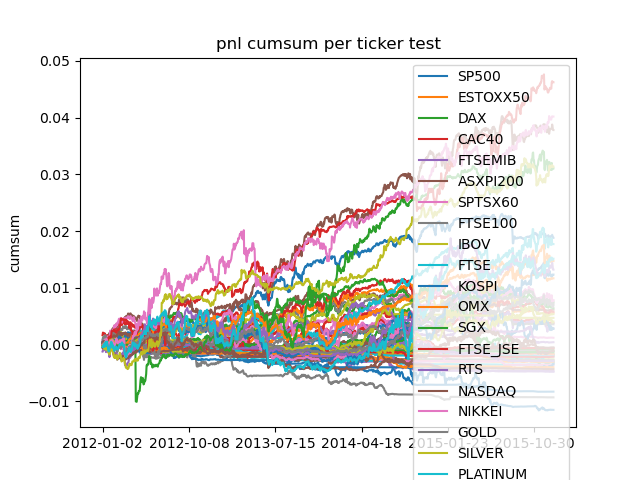 pnl cumsum per ticker test
0.05
0.04
0.03
0.02
0.01
0.00
−0.01
cumsum
2012-01-02 2012-10-08 2013-07-15 2014-04-18 2015-01-23 2015-10-30
SP500
ESTOXX50
DAX
CAC40
FTSEMIB
ASXPI200
SPTSX60
FTSE100
IBOV
FTSE
KOSPI
OMX
SGX
FTSE_JSE
RTS
NASDAQ
NIKKEI
GOLD
SILVER
PLATINUM